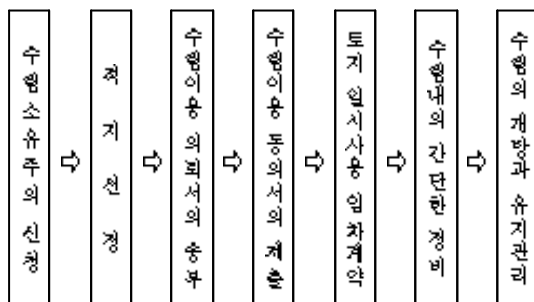 수림소유주의 신청
적지선정
수림이용 의뢰서의 송부
수림이용 동의서의 제출
토지 일시사용 임차계약
수림내의 간단한 정비
수림의 개방과 유지관리